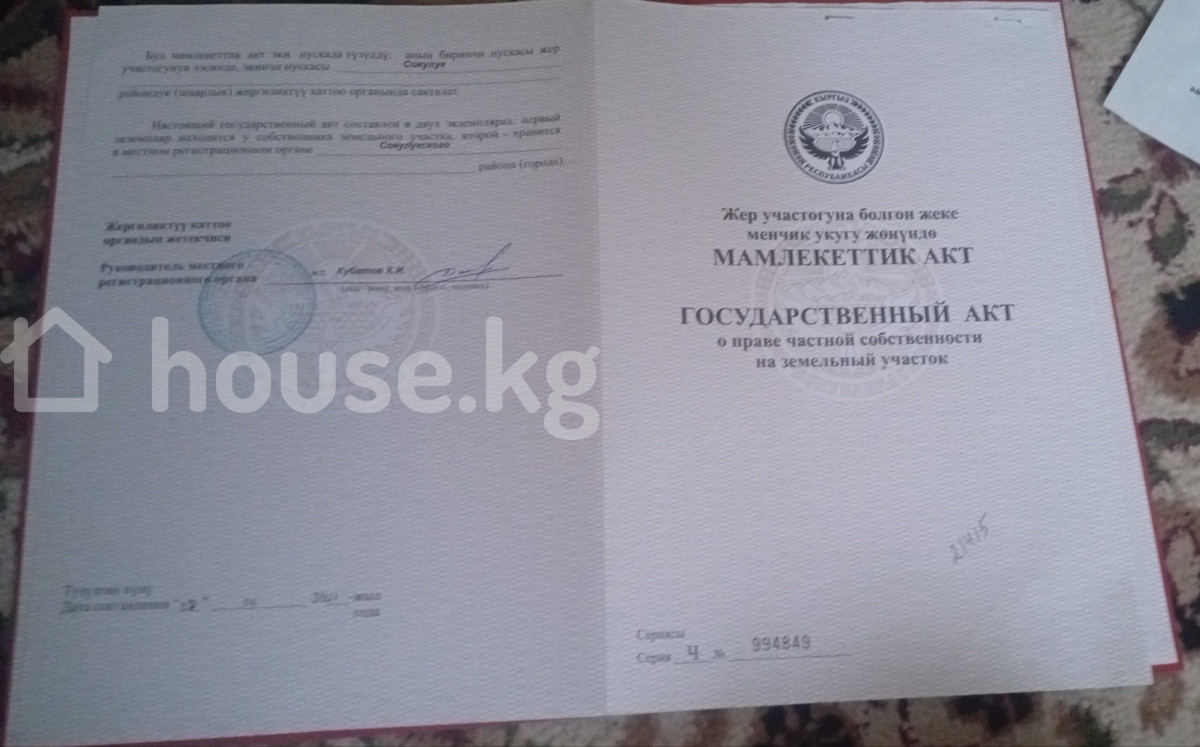 Бул мамлекеттик акт эки нускада түзүлдү: анын биринчи нускасы жер
участогунун ээсинде, экинчи нускасы Сокулук
райондук (шаардык) жергиликтүү каттоо органында сакталат.
Настоящий государственный акт составлен в двух экземплярах: первый
экземпляр находится у собственника земельного участка, второй – хранится
в местном регистрационном органе Сокулукского
района (города)
Жергиликтүү каттоо
органдын жетекчиси
Руководитель местного
регистрационного органа
Кубатов К.И.
house.kg
Түзүлгөн күнү
Дата составления
-жыл
года
КЫРГЫЗ
РЕСПУБЛИКАСЫ
Жер участогуна болгон жеке
менчик укугу жөнүндө
МАМЛЕКЕТТИК АКТ
ГОСУДАРСТВЕННЫЙ АКТ
о праве частной собственности
на земельный участок
21415
Сериясы
Серия Ч № 994849